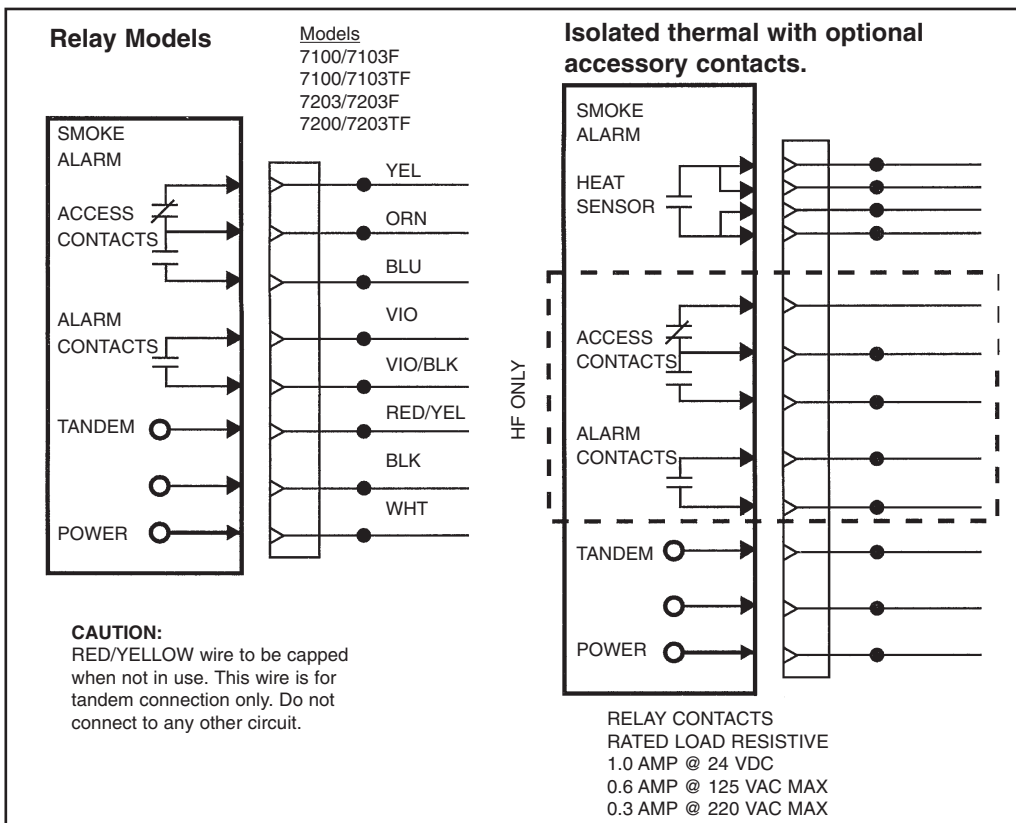 Relay Models
Models
7100/7103F
7100/7103TF
7203/7203F
7200/7203TF
SMOKE
ALARM
ACCESS
CONTACTS
ALARM
CONTACTS
TANDEM
POWER
YEL
ORN
BLU
VIO
VIO/BLK
RED/YEL
BLK
WHT
CAUTION:
RED/YELLOW wire to be capped
when not in use. This wire is for
tandem connection only. Do not
connect to any other circuit.
Isolated thermal with optional
accessory contacts.
SMOKE
ALARM
HEAT
SENSOR
HF ONLY
ACCESS
CONTACTS
ALARM
CONTACTS
TANDEM
POWER
RELAY CONTACTS
RATED LOAD RESISTIVE
1.0 AMP @ 24 VDC
0.6 AMP @ 125 VAC MAX
0.3 AMP @ 220 VAC MAX